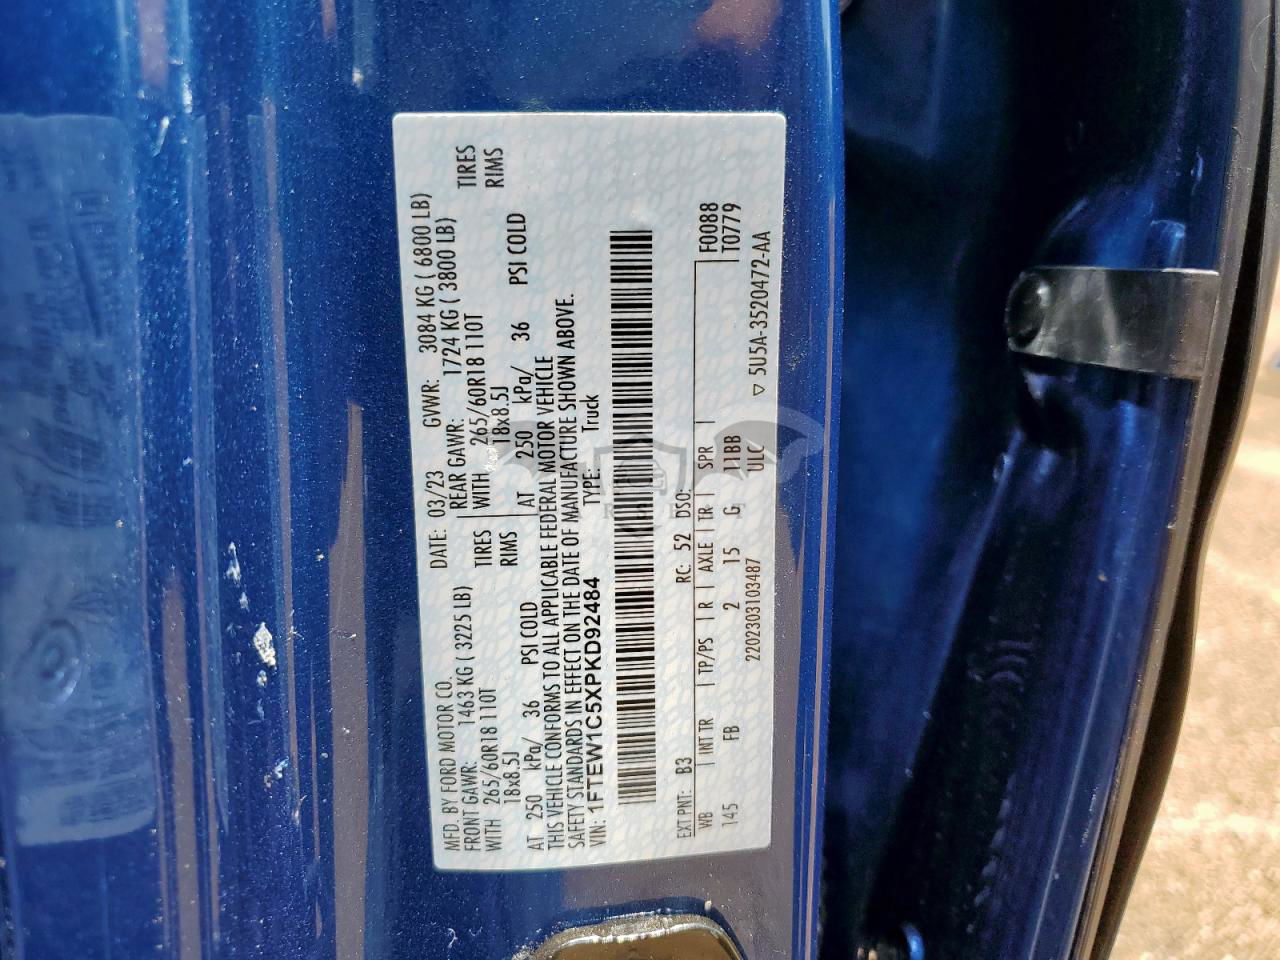 MFD. BY FORD MOTOR CO.
DATE: 03/23 GVWR: 3084 KG ( 6800 LB)
FRONT GAWR: 1463 KG ( 3225 LB) REAR GAWR: 1724 KG ( 3800 LB)
WITH 265/60R18 110T TIRES WITH 265/60R18 110T TIRES
18x8.5J RIMS 18x8.5J RIMS
AT 250 kPa/ 36 PSI COLD AT 250 kPa/ 36 PSI COLD
THIS VEHICLE CONFORMS TO ALL APPLICABLE FEDERAL MOTOR VEHICLE
SAFETY STANDARDS IN EFFECT ON THE DATE OF MANUFACTURE SHOWN ABOVE.
VIN: 1FTEW1C5XPKD92484 TYPE: Truck
EXT PNT: B3 RC: 52 DSO: F0088
WB INT TR TP/PS R AXLE TR SPR T0779
145 FB 2 15 G 11BB
2202303103487 ULC ▽ 5U5A-3520472-AA